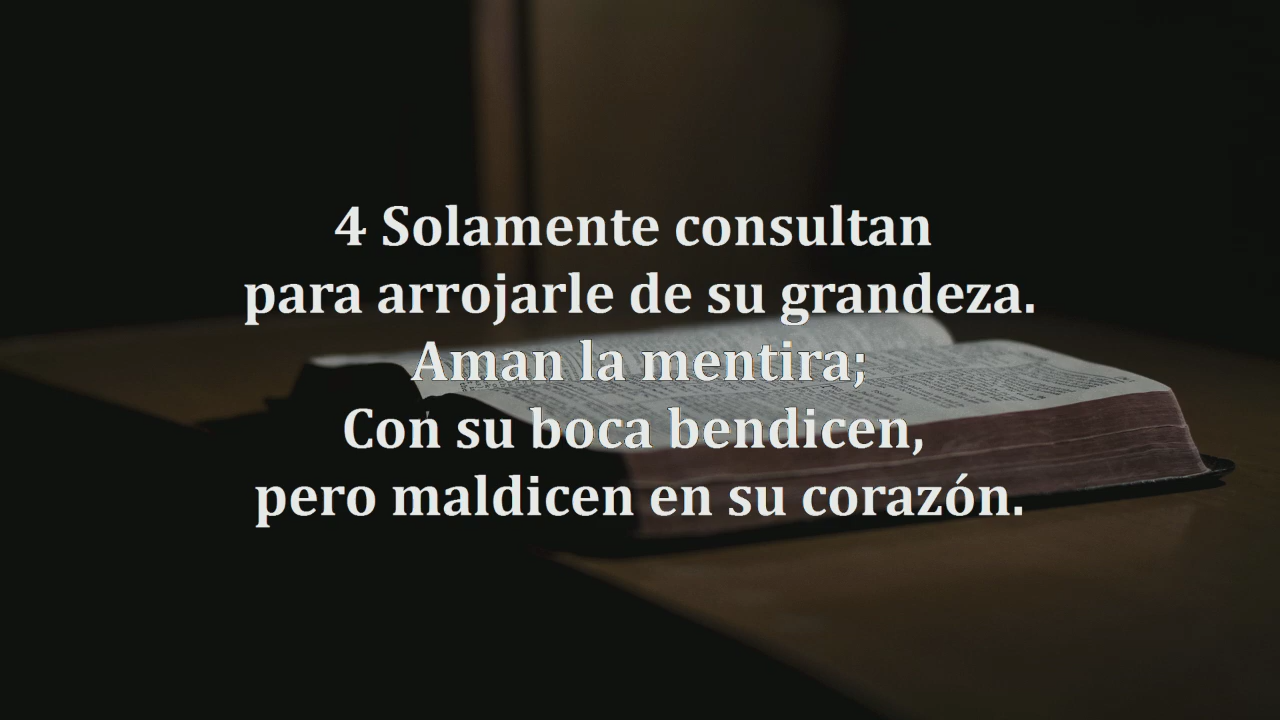 4 Solamente consultan
para arrojarle de su grandeza.
Aman la mentira;
Con su boca bendicen,
pero maldicen en su corazón.